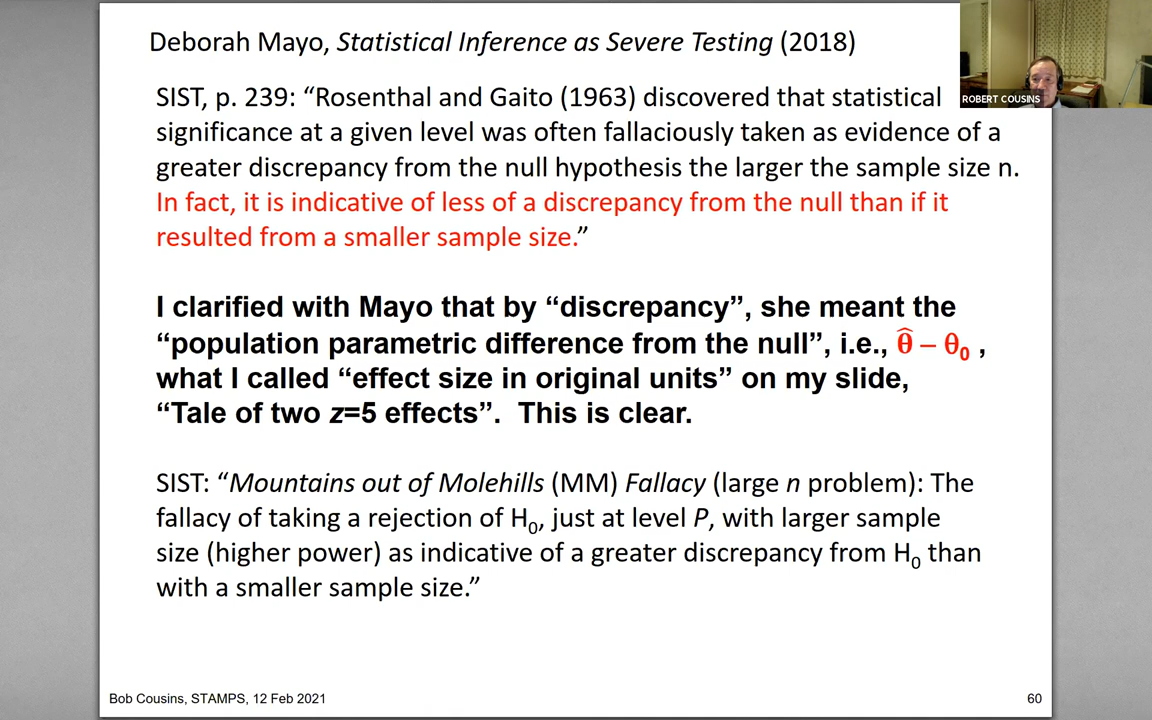 Deborah Mayo, Statistical Inference as Severe Testing (2018)
ROBERT COUSINS
SIST, p. 239: “Rosenthal and Gaito (1963) discovered that statistical
significance at a given level was often fallaciously taken as evidence of a
greater discrepancy from the null hypothesis the larger the sample size n.
In fact, it is indicative of less of a discrepancy from the null than if it
resulted from a smaller sample size.”
I clarified with Mayo that by “discrepancy”, she meant the
“population parametric difference from the null”, i.e., θ̂ – θ₀ ,
what I called “effect size in original units” on my slide,
“Tale of two z=5 effects”. This is clear.
SIST: “Mountains out of Molehills (MM) Fallacy (large n problem): The
fallacy of taking a rejection of H₀, just at level P, with larger sample
size (higher power) as indicative of a greater discrepancy from H₀ than
with a smaller sample size.”
Bob Cousins, STAMPS, 12 Feb 2021
60